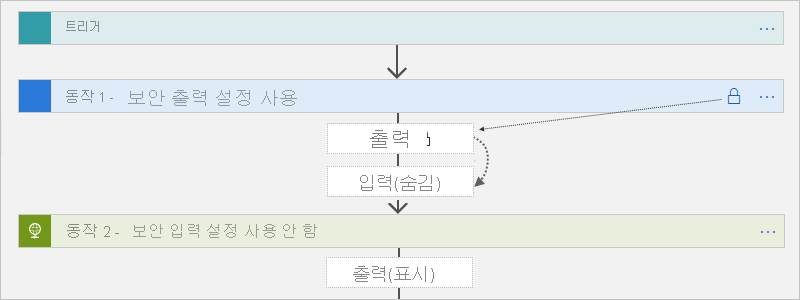 트리거
동작 1 - 보안 출력 설정 사용
출력
입력(숨김)
동작 2 - 보안 입력 설정 사용 안 함
출력(표시)